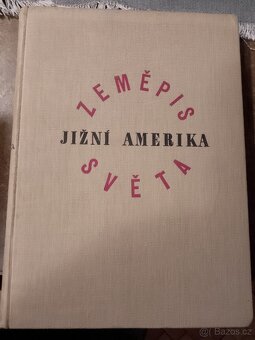 ZEMĚPIS
JIŽNÍ AMERIKA
SVĚTA
Bazos.cz